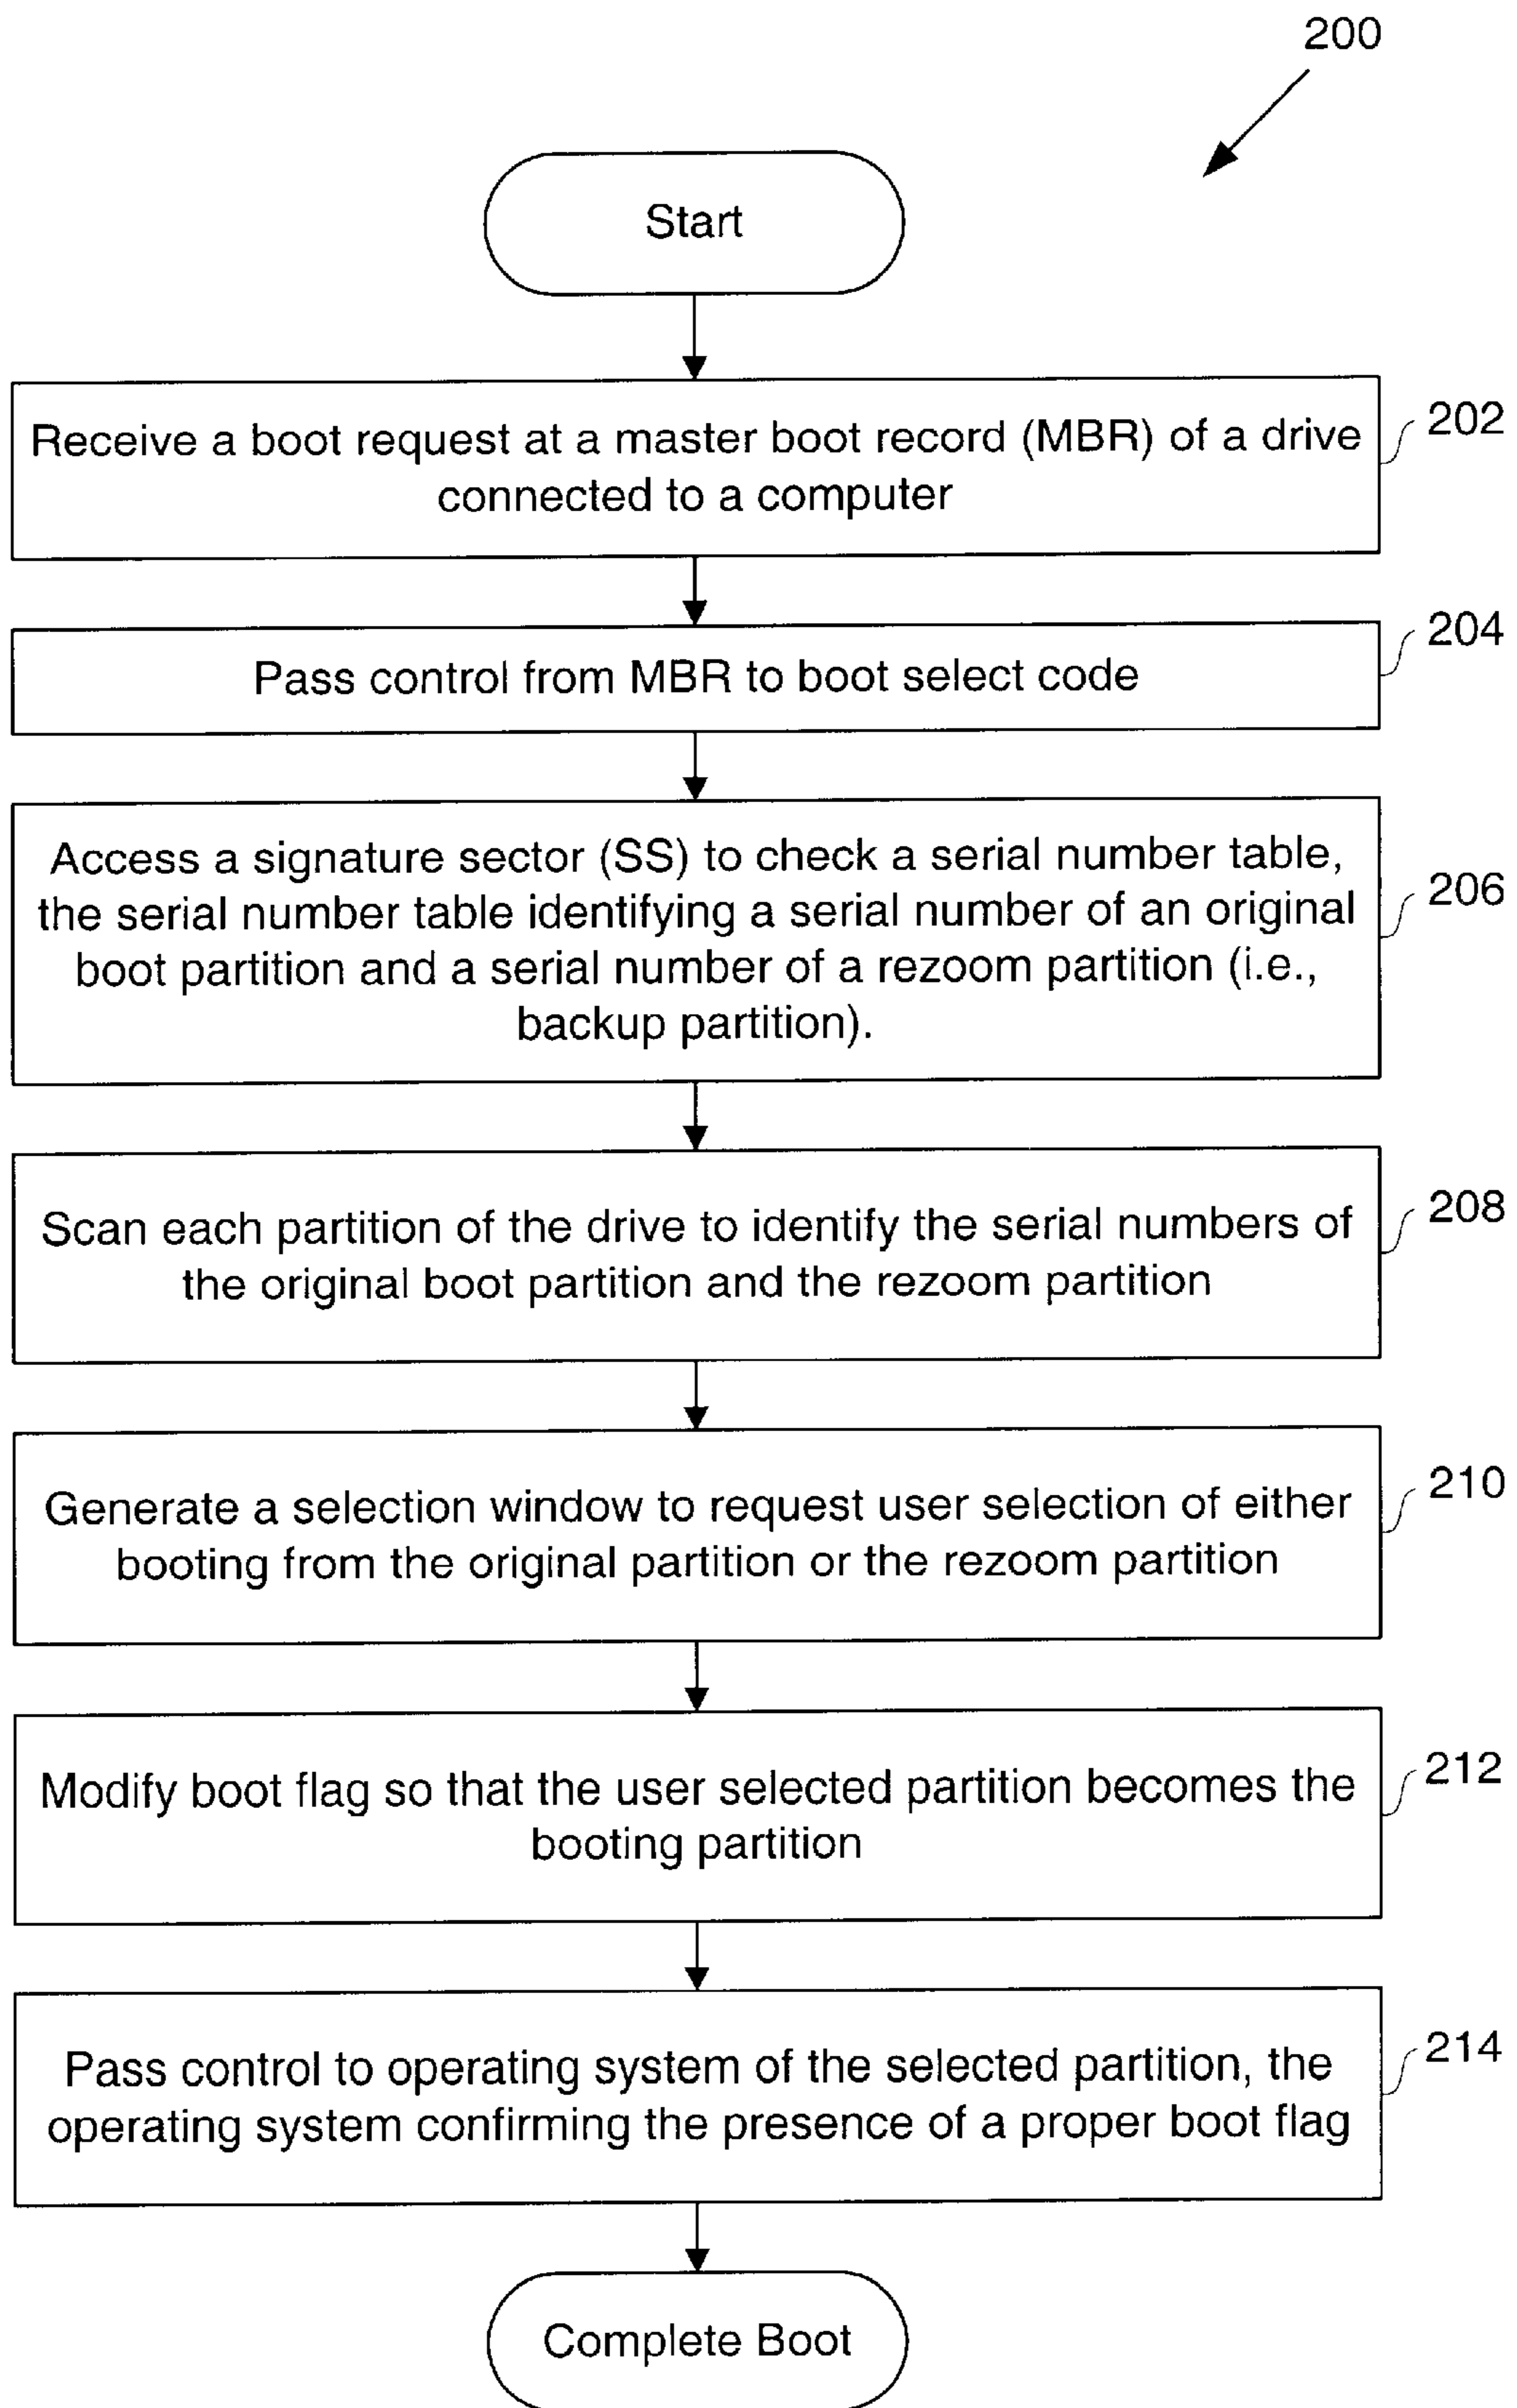 200
Start
Receive a boot request at a master boot record (MBR) of a drive
connected to a computer
202
Pass control from MBR to boot select code
204
Access a signature sector (SS) to check a serial number table,
the serial number table identifying a serial number of an original
boot partition and a serial number of a rezoom partition (i.e.,
backup partition).
206
Scan each partition of the drive to identify the serial numbers of
the original boot partition and the rezoom partition
208
Generate a selection window to request user selection of either
booting from the original partition or the rezoom partition
210
Modify boot flag so that the user selected partition becomes the
booting partition
212
Pass control to operating system of the selected partition, the
operating system confirming the presence of a proper boot flag
214
Complete Boot